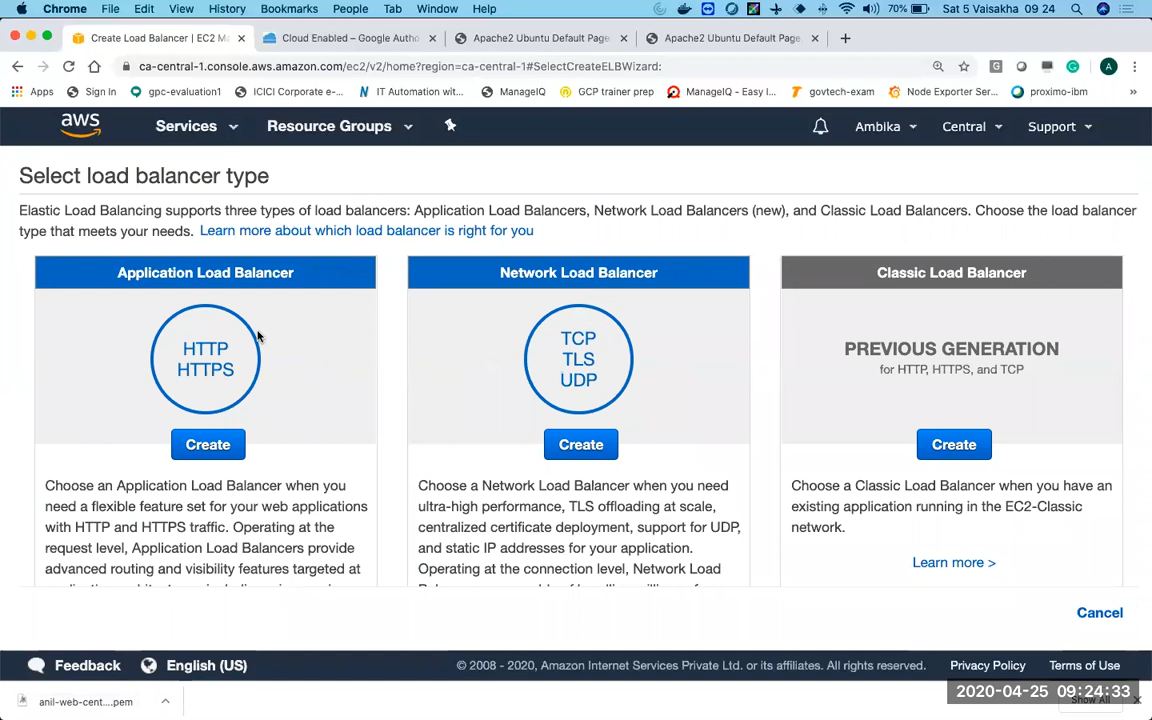 Chrome File Edit View History Bookmarks People Tab Window Help 70% Sat 5 Vaisakha 09 24
Create Load Balancer | EC2 Ma Cloud Enabled – Google Autho Apache2 Ubuntu Default Page Apache2 Ubuntu Default Page
ca-central-1.console.aws.amazon.com/ec2/v2/home?region=ca-central-1#SelectCreateELBWizard:
Apps Sign In gpc-evaluation1 ICICI Corporate e-... IT Automation wit... ManageIQ GCP trainer prep ManageIQ - Easy I... govtech-exam Node Exporter Ser... proximo-ibm »
aws Services Resource Groups Ambika Central Support
Select load balancer type
Elastic Load Balancing supports three types of load balancers: Application Load Balancers, Network Load Balancers (new), and Classic Load Balancers. Choose the load balancer
type that meets your needs. Learn more about which load balancer is right for you
Application Load Balancer
HTTP
HTTPS
Create
Choose an Application Load Balancer when you
need a flexible feature set for your web applications
with HTTP and HTTPS traffic. Operating at the
request level, Application Load Balancers provide
advanced routing and visibility features targeted at
Network Load Balancer
TCP
TLS
UDP
Create
Choose a Network Load Balancer when you need
ultra-high performance, TLS offloading at scale,
centralized certificate deployment, support for UDP,
and static IP addresses for your application.
Operating at the connection level, Network Load
Classic Load Balancer
PREVIOUS GENERATION
for HTTP, HTTPS, and TCP
Create
Choose a Classic Load Balancer when you have an
existing application running in the EC2-Classic
network.
Learn more >
Cancel
Feedback English (US) © 2008 - 2020, Amazon Internet Services Private Ltd. or its affiliates. All rights reserved. Privacy Policy Terms of Use
anil-web-cent....pem Show All
2020-04-25 09:24:33